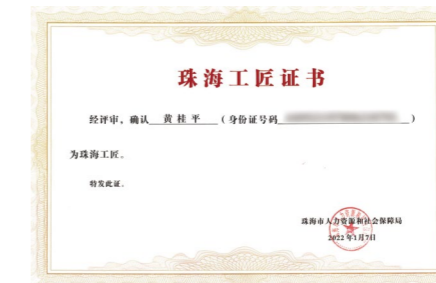 珠海工匠证书
经评审，确认 黄桂平 （身份证号码 ）
为珠海工匠。
特发此证。
珠海市人力资源和社会保障局
2022年1月7日